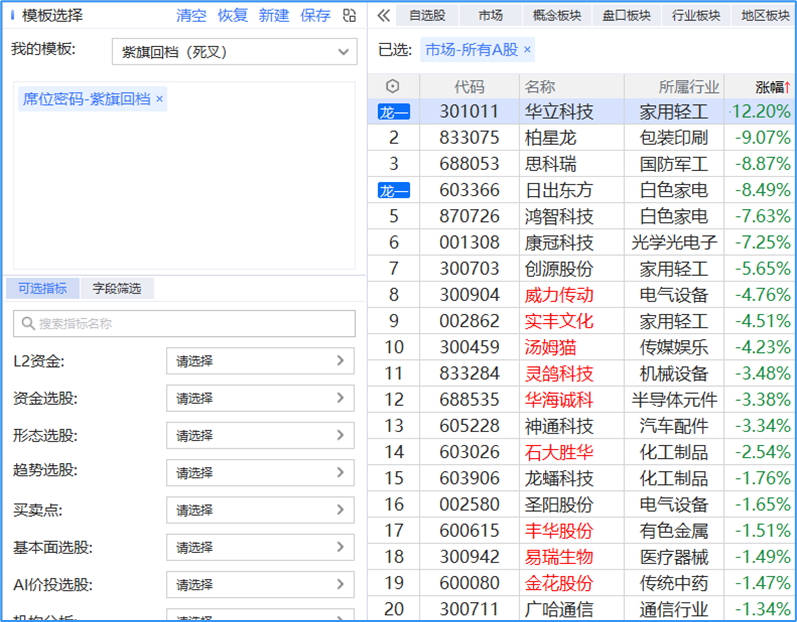 模板选择 清空 恢复 新建 保存
我的模板: 紫旗回档（死叉）
席位密码-紫旗回档 ×
可选指标 字段筛选
搜索指标名称
L2资金: 请选择
资金选股: 请选择
形态选股: 请选择
趋势选股: 请选择
买卖点: 请选择
基本面选股: 请选择
AI价投选股: 请选择
机构分析: 请选择
自选股 市场 概念板块 盘口板块 行业板块 地区板块
已选: 市场-所有A股 ×
代码 名称 所属行业 涨幅↑
龙一 301011 华立科技 家用轻工 -12.20%
2 833075 柏星龙 包装印刷 -9.07%
3 688053 思科瑞 国防军工 -8.87%
龙一 603366 日出东方 白色家电 -8.49%
5 870726 鸿智科技 白色家电 -7.63%
6 001308 康冠科技 光学光电子 -7.25%
7 300703 创源股份 家用轻工 -5.65%
8 300904 威力传动 电气设备 -4.76%
9 002862 实丰文化 家用轻工 -4.51%
10 300459 汤姆猫 传媒娱乐 -4.23%
11 833284 灵鸽科技 机械设备 -3.48%
12 688535 华海诚科 半导体元件 -3.38%
13 605228 神通科技 汽车配件 -3.34%
14 603026 石大胜华 化工制品 -2.54%
15 603906 龙蟠科技 化工制品 -1.76%
16 002580 圣阳股份 电气设备 -1.65%
17 600615 丰华股份 有色金属 -1.51%
18 300942 易瑞生物 医疗器械 -1.49%
19 600080 金花股份 传统中药 -1.47%
20 300711 广哈通信 通信行业 -1.34%